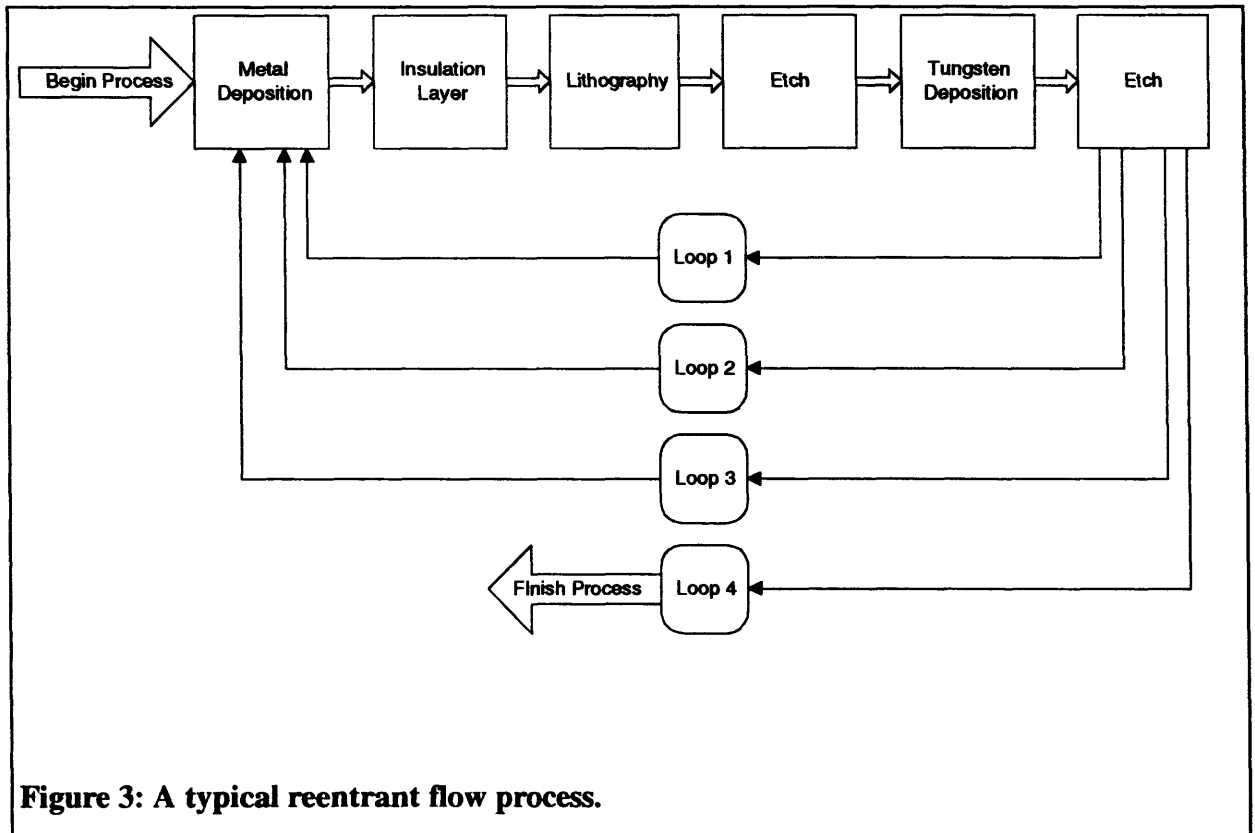 Begin Process
Metal
Deposition
Insulation
Layer
Lithography
Etch
Tungsten
Deposition
Etch
Loop 1
Loop 2
Loop 3
Finish Process
Loop 4
Figure 3: A typical reentrant flow process.